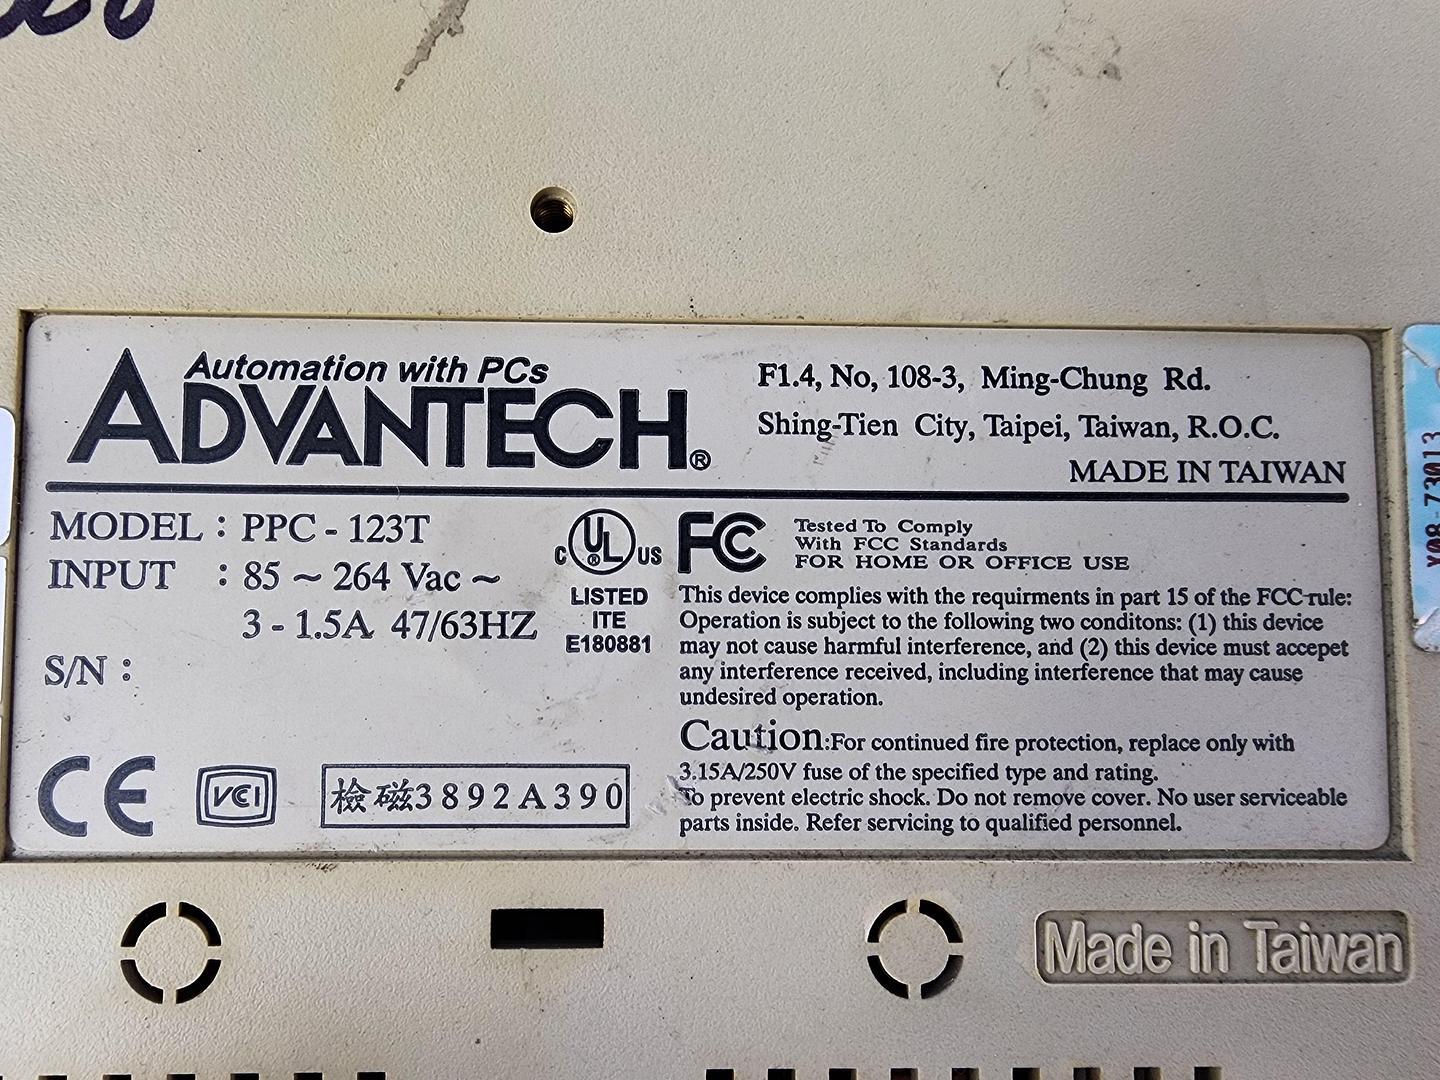 Automation with PCs
ADVANTECH®
F1.4, No, 108-3, Ming-Chung Rd.
Shing-Tien City, Taipei, Taiwan, R.O.C.
MADE IN TAIWAN
MODEL : PPC - 123T
INPUT : 85 ~ 264 Vac ~
3 - 1.5A 47/63HZ
S/N :
C UL® US
LISTED
ITE
E180881
FC
Tested To Comply
With FCC Standards
FOR HOME OR OFFICE USE
This device complies with the requirments in part 15 of the FCC rule:
Operation is subject to the following two conditons: (1) this device
may not cause harmful interference, and (2) this device must accepet
any interference received, including interference that may cause
undesired operation.
Caution:For continued fire protection, replace only with
3.15A/250V fuse of the specified type and rating.
To prevent electric shock. Do not remove cover. No user serviceable
parts inside. Refer servicing to qualified personnel.
CE
VCI
檢磁3892A390
Made in Taiwan